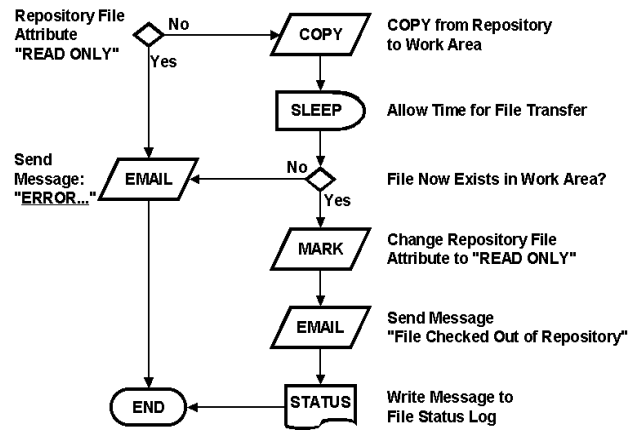 Repository File
Attribute
"READ ONLY"
No
Yes
COPY
COPY from Repository
to Work Area
SLEEP
Allow Time for File Transfer
Send
Message:
"ERROR..."
EMAIL
No
Yes
File Now Exists in Work Area?
MARK
Change Repository File
Attribute to "READ ONLY"
EMAIL
Send Message
"File Checked Out of Repository"
END
STATUS
Write Message to
File Status Log